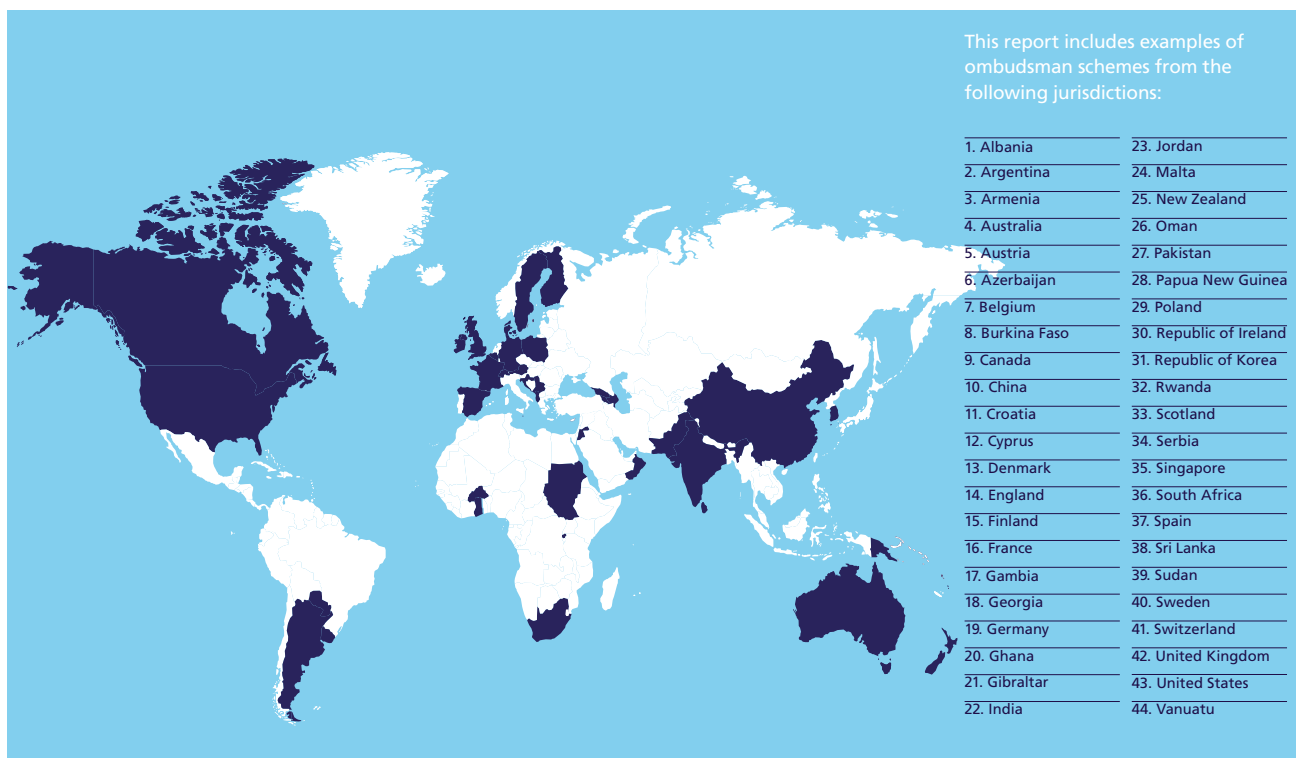 This report includes examples of
ombudsman schemes from the
following jurisdictions:
1. Albania
2. Argentina
3. Armenia
4. Australia
5. Austria
6. Azerbaijan
7. Belgium
8. Burkina Faso
9. Canada
10. China
11. Croatia
12. Cyprus
13. Denmark
14. England
15. Finland
16. France
17. Gambia
18. Georgia
19. Germany
20. Ghana
21. Gibraltar
22. India
23. Jordan
24. Malta
25. New Zealand
26. Oman
27. Pakistan
28. Papua New Guinea
29. Poland
30. Republic of Ireland
31. Republic of Korea
32. Rwanda
33. Scotland
34. Serbia
35. Singapore
36. South Africa
37. Spain
38. Sri Lanka
39. Sudan
40. Sweden
41. Switzerland
42. United Kingdom
43. United States
44. Vanuatu